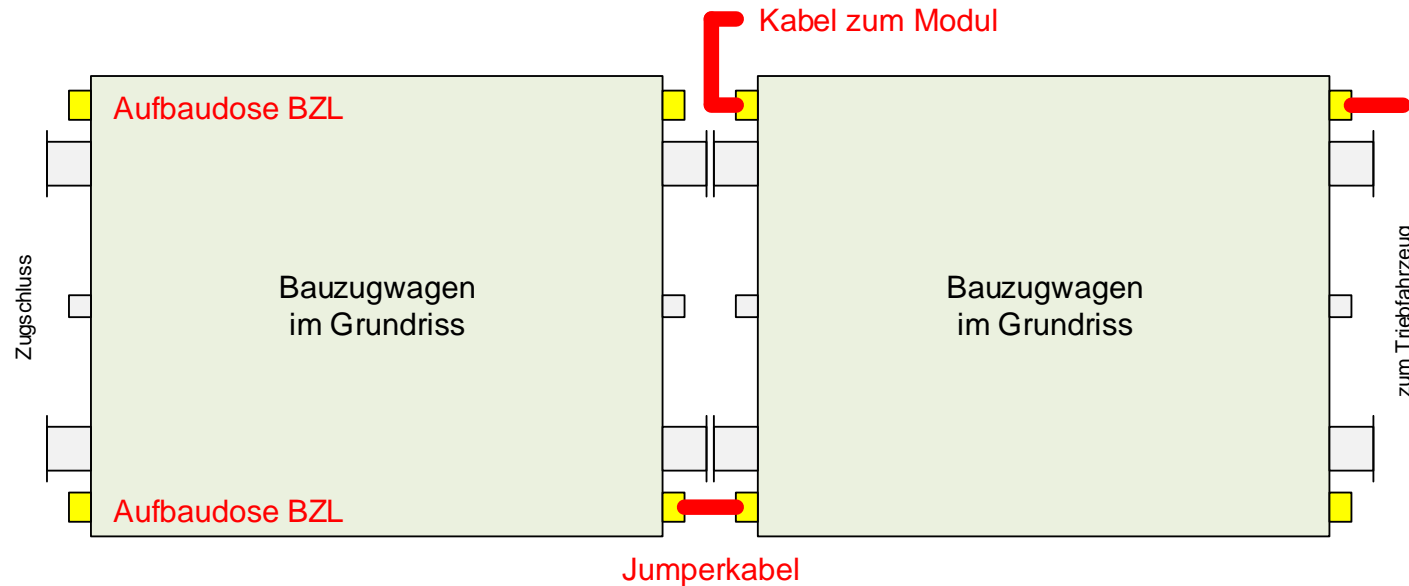 Kabel zum Modul
Aufbaudose BZL
Zugschluss
Bauzugwagen
im Grundriss
Bauzugwagen
im Grundriss
zum Triebfahrzeug
Aufbaudose BZL
Jumperkabel